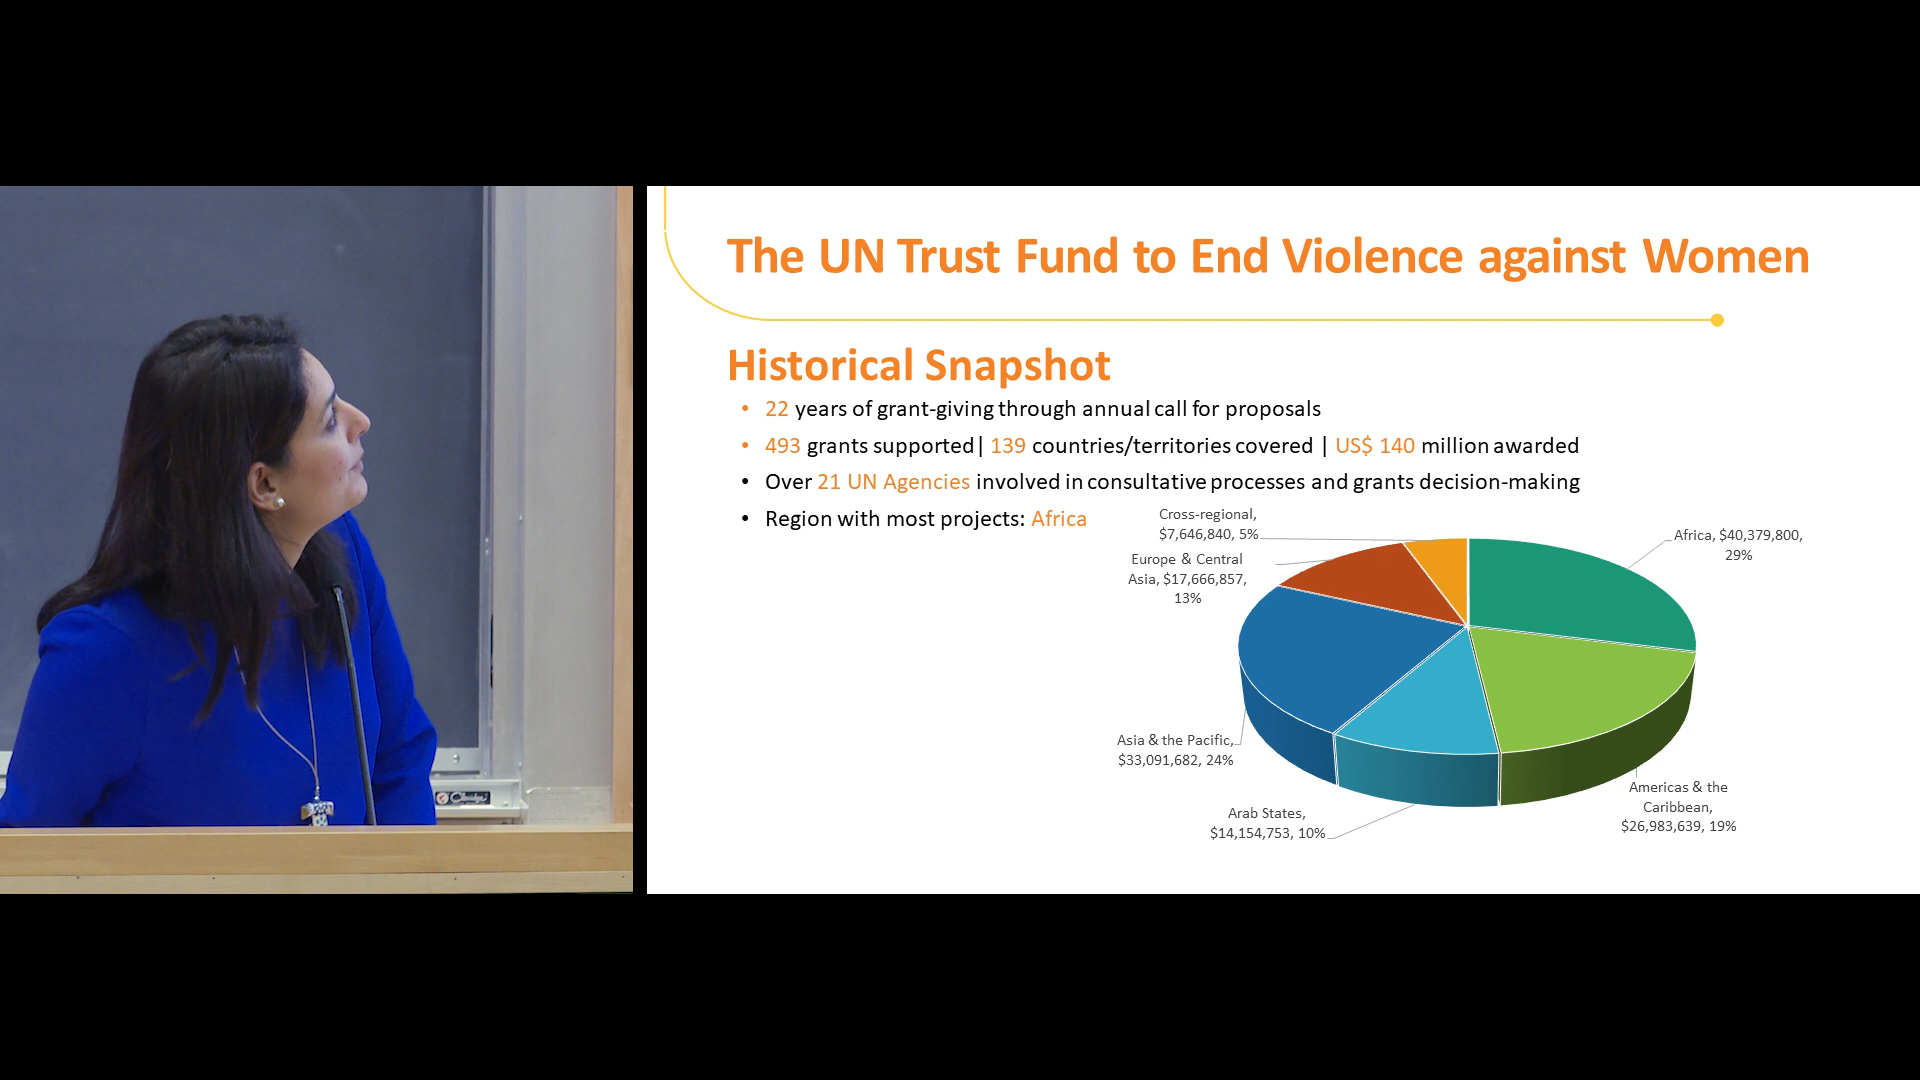 The UN Trust Fund to End Violence against Women
Historical Snapshot
• 22 years of grant-giving through annual call for proposals
• 493 grants supported | 139 countries/territories covered | US$ 140 million awarded
• Over 21 UN Agencies involved in consultative processes and grants decision-making
• Region with most projects: Africa
Cross-regional,
$7,646,840, 5%
Europe & Central
Asia, $17,666,857,
13%
Africa, $40,379,800,
29%
Asia & the Pacific,
$33,091,682, 24%
Arab States,
$14,154,753, 10%
Americas & the
Caribbean,
$26,983,639, 19%
Claridge